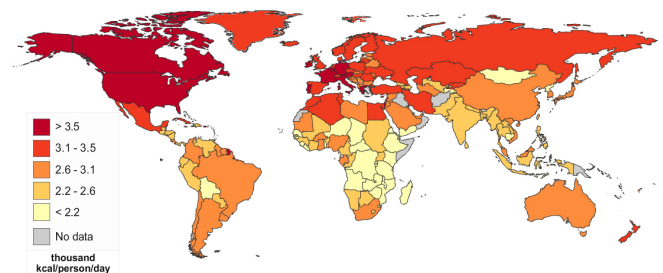 > 3.5
3.1 - 3.5
2.6 - 3.1
2.2 - 2.6
< 2.2
No data
thousand
kcal/person/day